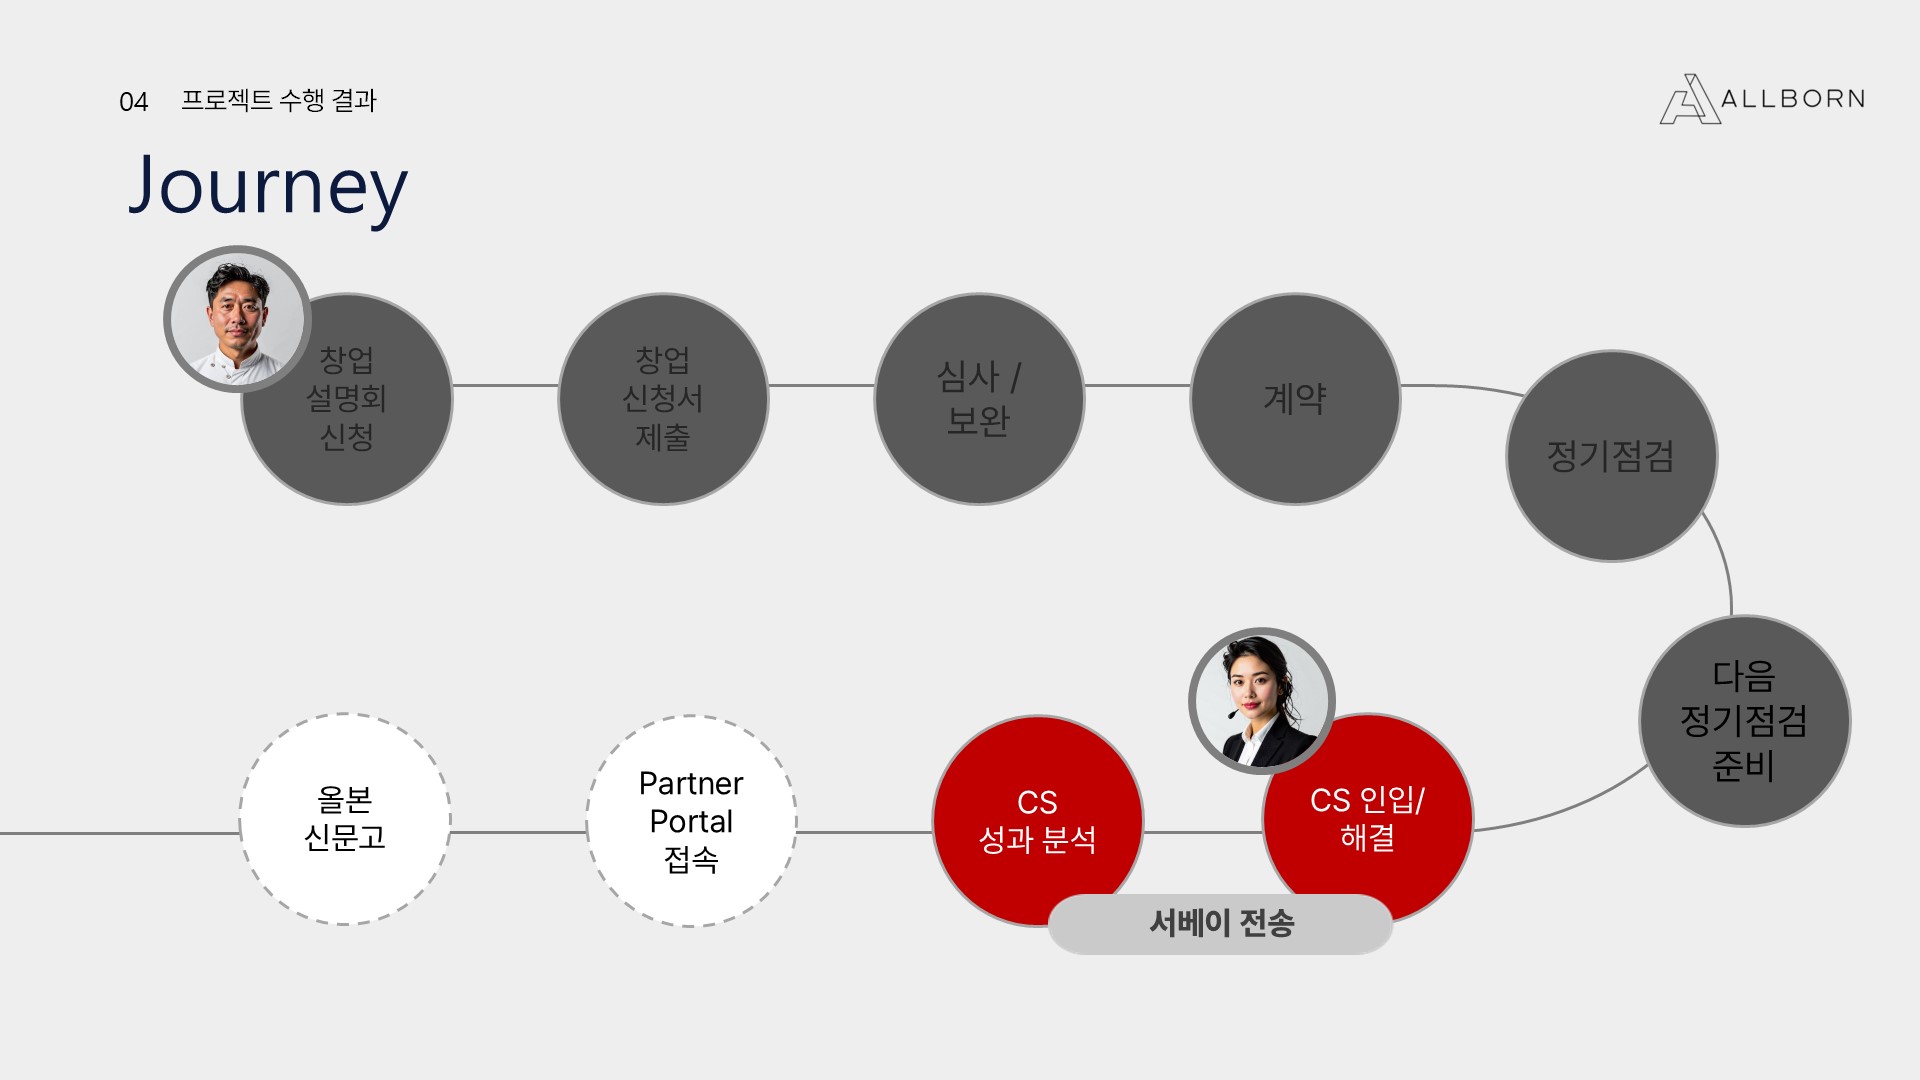 04 프로젝트 수행 결과
ALLBORN
Journey
창업
설명회
신청
창업
신청서
제출
심사 /
보완
계약
정기점검
다음
정기점검
준비
CS 인입/
해결
CS
성과 분석
서베이 전송
Partner
Portal
접속
올본
신문고